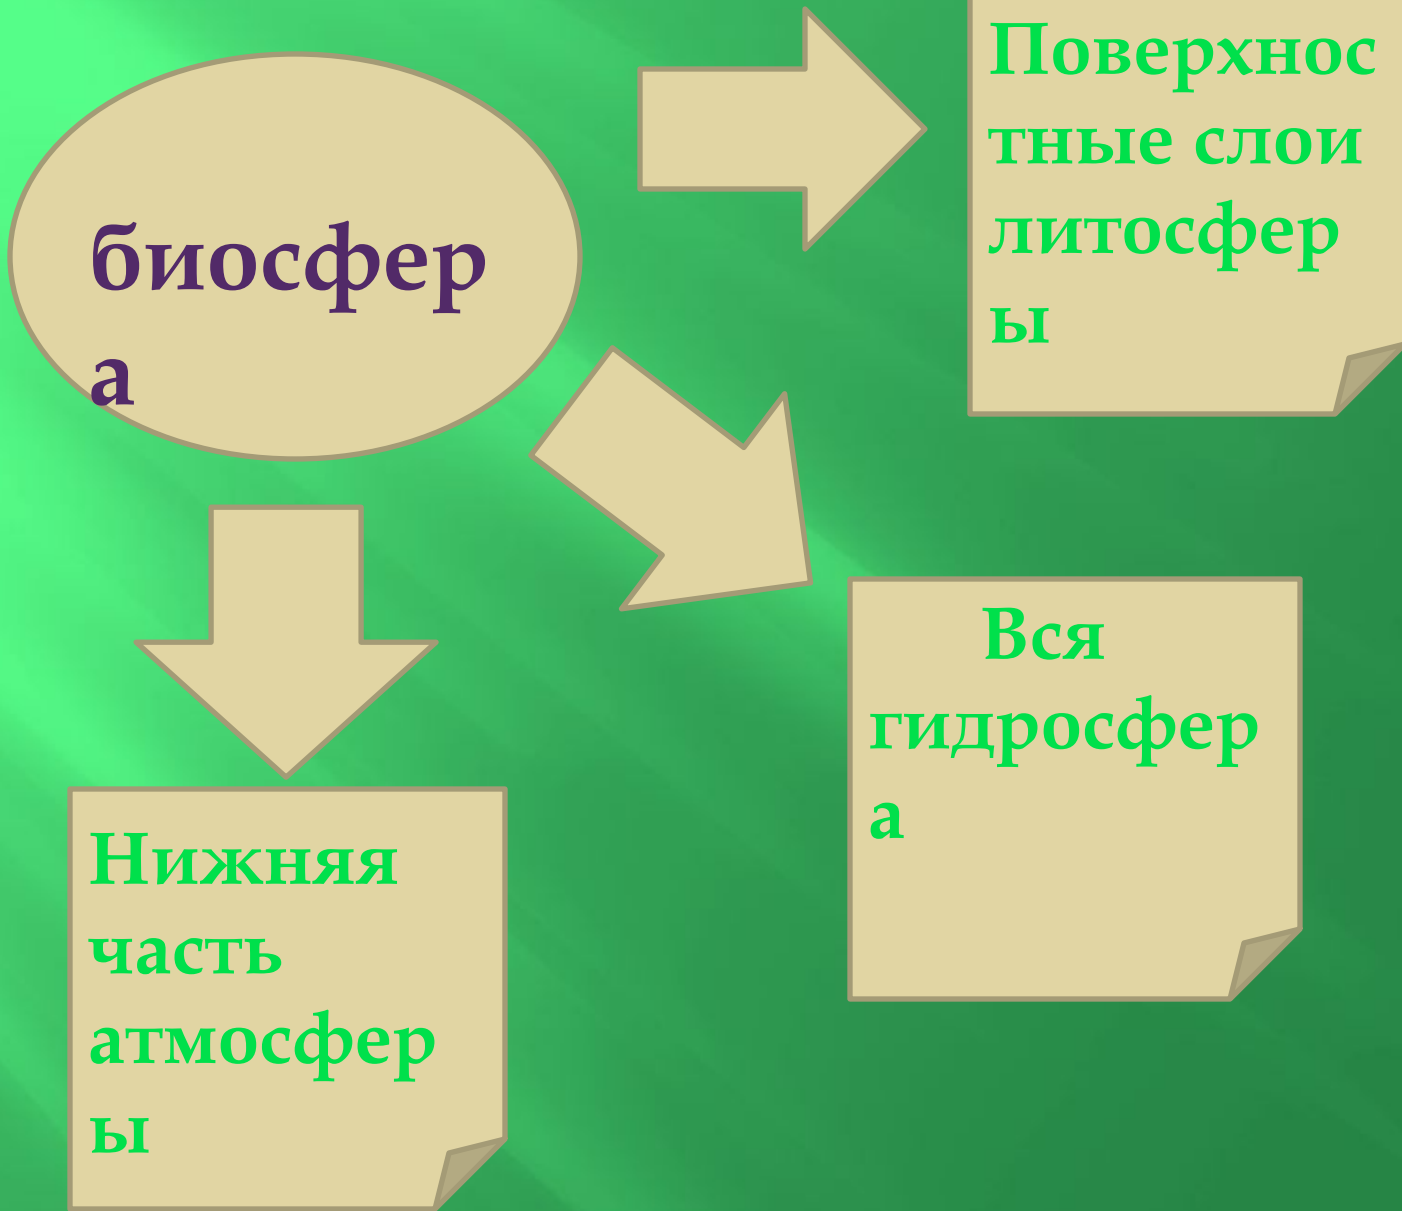 биосфер
а
Поверхнос
тные слои
литосфер
ы
Вся
гидросфер
а
Нижняя
часть
атмосфер
ы